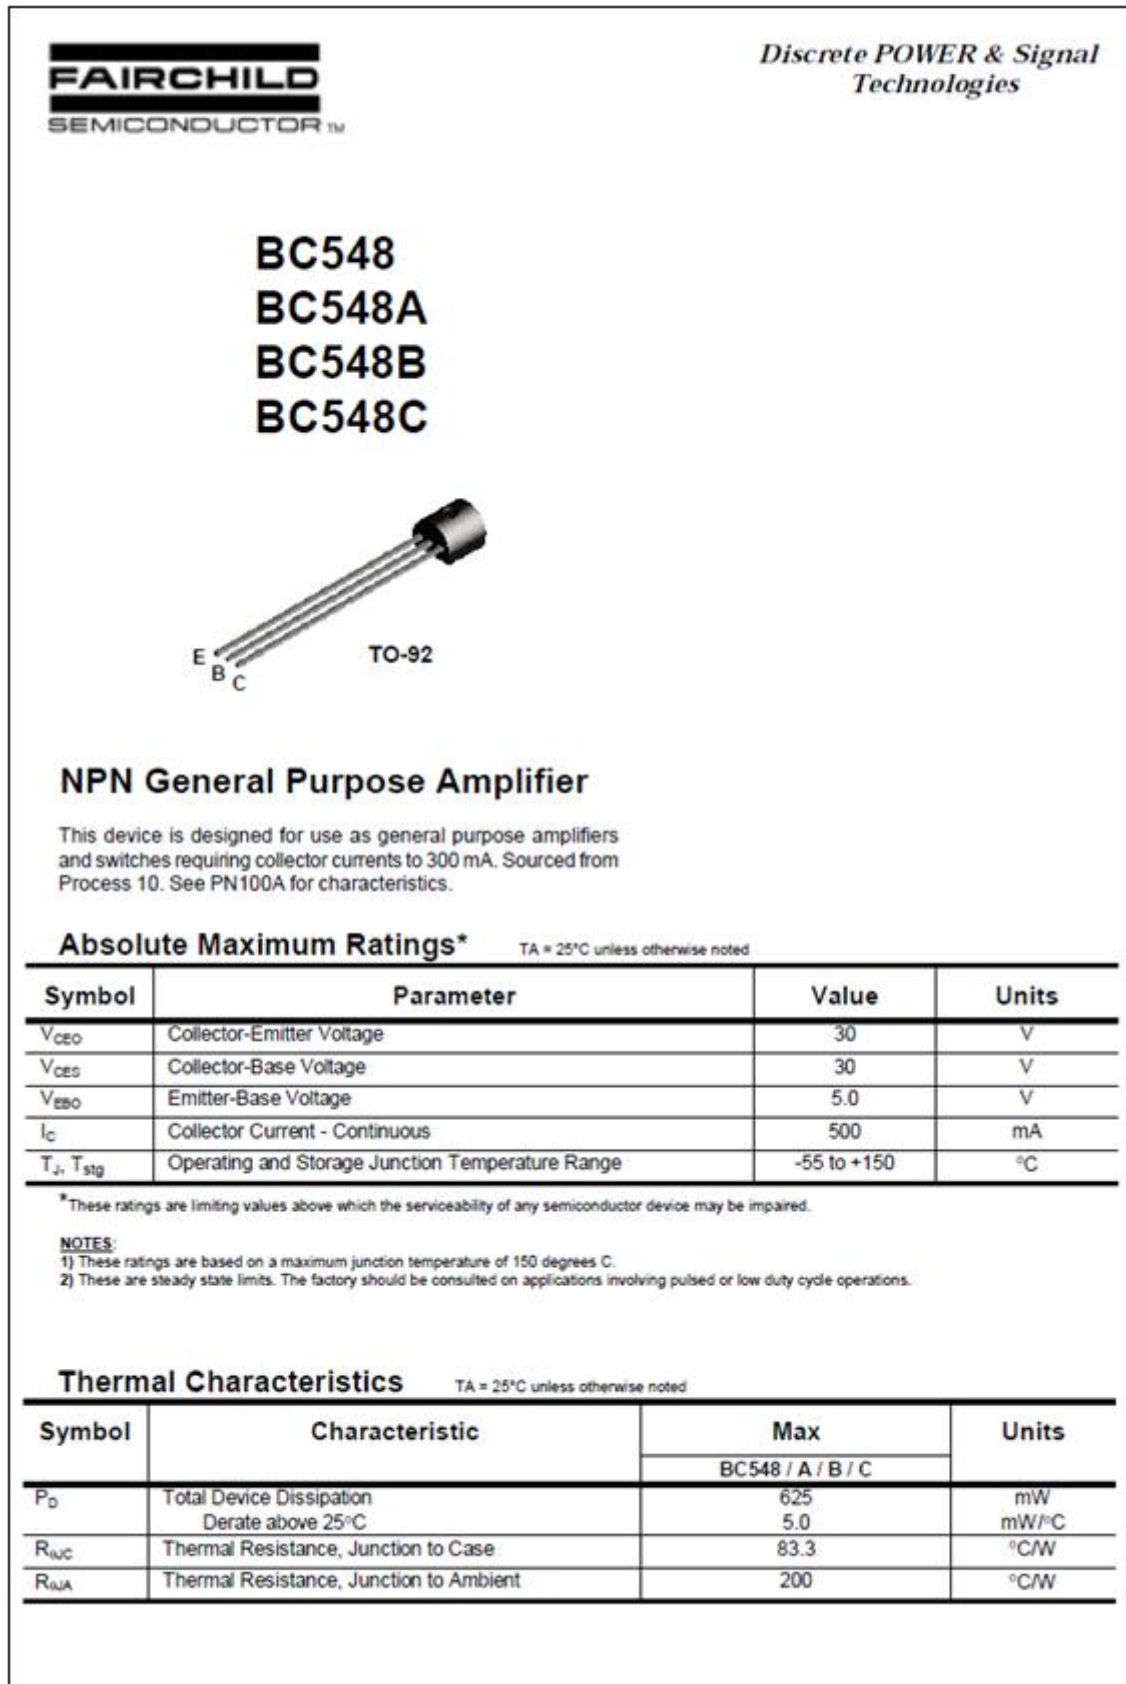 FAIRCHILD
SEMICONDUCTOR TM
Discrete POWER & Signal
Technologies
BC548
BC548A
BC548B
BC548C
E
B
C
TO-92
NPN General Purpose Amplifier
This device is designed for use as general purpose amplifiers
and switches requiring collector currents to 300 mA. Sourced from
Process 10. See PN100A for characteristics.
Absolute Maximum Ratings* TA = 25°C unless otherwise noted
Symbol Parameter Value Units
VCEO Collector-Emitter Voltage 30 V
VCES Collector-Base Voltage 30 V
VEBO Emitter-Base Voltage 5.0 V
IC Collector Current - Continuous 500 mA
TJ, Tstg Operating and Storage Junction Temperature Range -55 to +150 °C
*These ratings are limiting values above which the serviceability of any semiconductor device may be impaired.
NOTES:
1) These ratings are based on a maximum junction temperature of 150 degrees C.
2) These are steady state limits. The factory should be consulted on applications involving pulsed or low duty cycle operations.
Thermal Characteristics TA = 25°C unless otherwise noted
Symbol Characteristic Max Units
BC548 / A / B / C
PD Total Device Dissipation 625 mW
Derate above 25°C 5.0 mW/°C
RθJC Thermal Resistance, Junction to Case 83.3 °C/W
RθJA Thermal Resistance, Junction to Ambient 200 °C/W